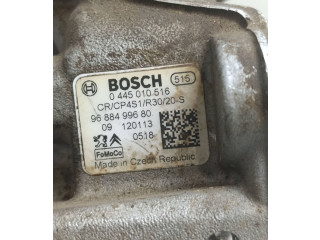 BOSCH 515
0 445 010 516
CR/CP4S1/R30/20-S
96 884 996 80
09 120113
0518
FoMoCo
Made in Czech Republic